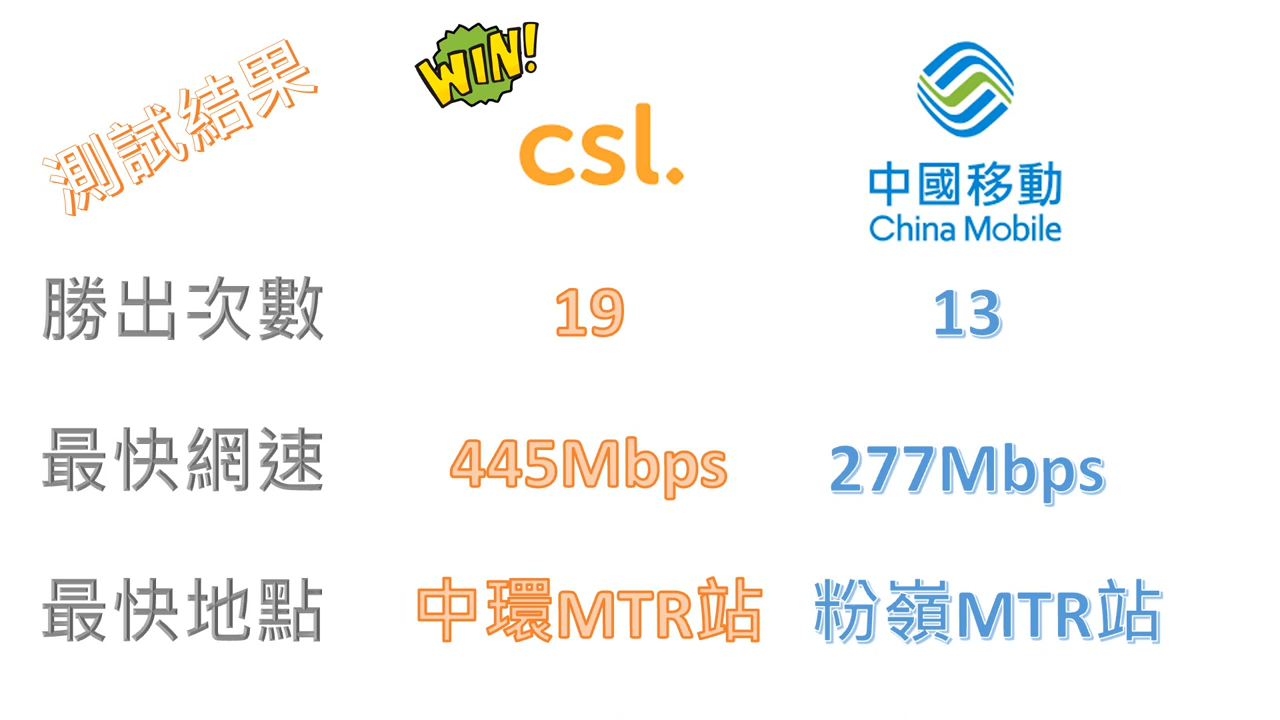 測試結果
WIN!
csl.
中國移動
China Mobile
勝出次數 19 13
最快網速 445Mbps 277Mbps
最快地點 中環MTR站 粉嶺MTR站